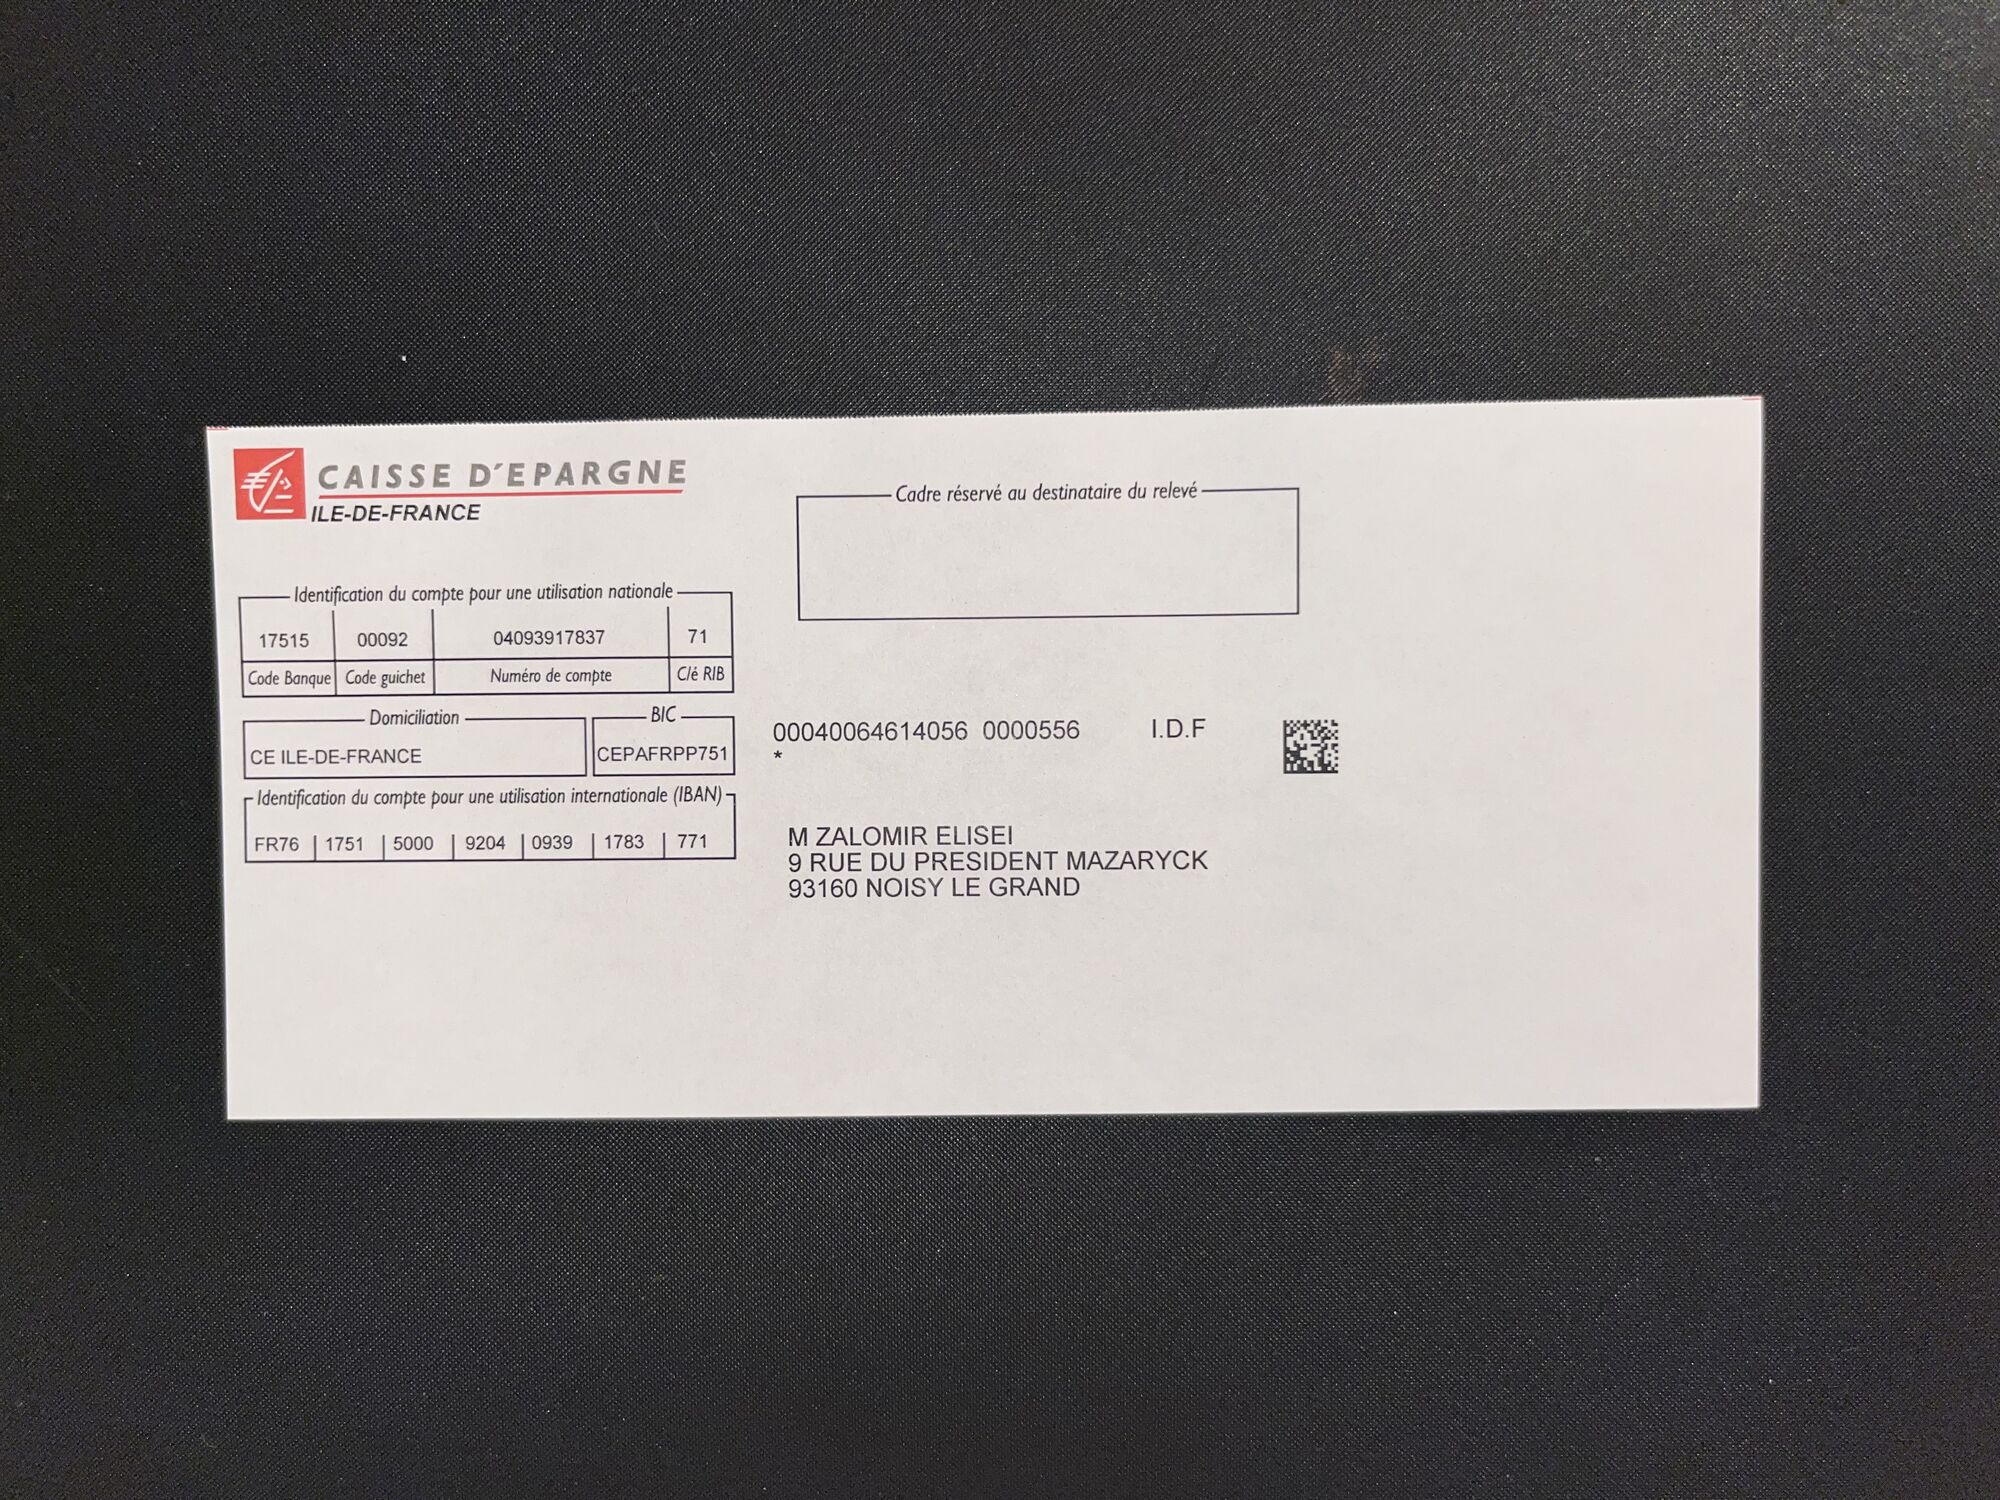 CAISSE D'EPARGNE
ILE-DE-FRANCE
Cadre réservé au destinataire du relevé
Identification du compte pour une utilisation nationale
17515 00092 04093917837 71
Code Banque Code guichet Numéro de compte Clé RIB
Domiciliation BIC
CE ILE-DE-FRANCE CEPAFRPP751
Identification du compte pour une utilisation internationale (IBAN)
FR76 1751 5000 9204 0939 1783 771
00040064614056 0000556 I.D.F
*
M ZALOMIR ELISEI
9 RUE DU PRESIDENT MAZARYCK
93160 NOISY LE GRAND